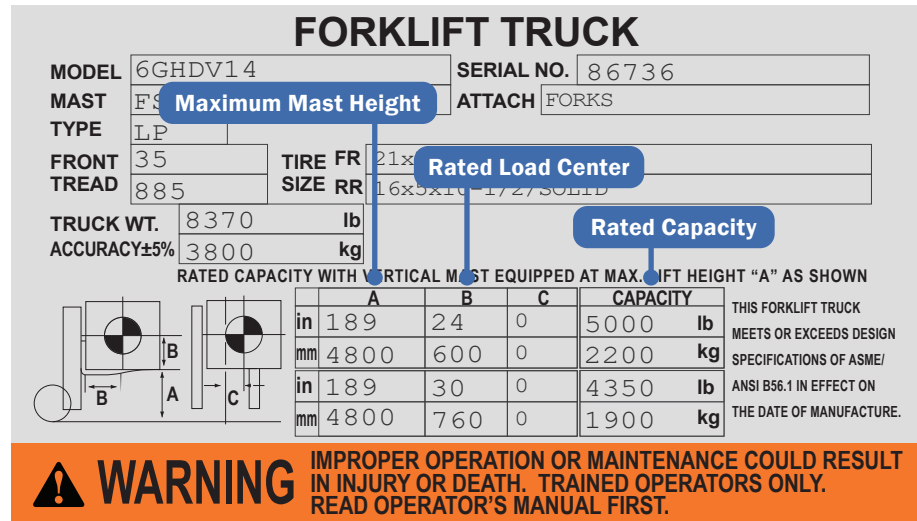 FORKLIFT TRUCK
MODEL 6GHDV14 SERIAL NO. 86736
MAST Maximum Mast Height ATTACH FORKS
TYPE LP
FRONT TREAD 35 885
TIRE SIZE FR 21x
RR 16x5x10-1/2/SOLID
Rated Load Center
TRUCK WT. 8370 lb
ACCURACY±5% 3800 kg
Rated Capacity
RATED CAPACITY WITH VERTICAL MAST EQUIPPED AT MAX. LIFT HEIGHT “A” AS SHOWN
A B C CAPACITY
in 189 24 0 5000 lb
mm 4800 600 0 2200 kg
in 189 30 0 4350 lb
mm 4800 760 0 1900 kg
B
B
A
C
THIS FORKLIFT TRUCK
MEETS OR EXCEEDS DESIGN
SPECIFICATIONS OF ASME/
ANSI B56.1 IN EFFECT ON
THE DATE OF MANUFACTURE.
WARNING
IMPROPER OPERATION OR MAINTENANCE COULD RESULT
IN INJURY OR DEATH. TRAINED OPERATORS ONLY.
READ OPERATOR’S MANUAL FIRST.